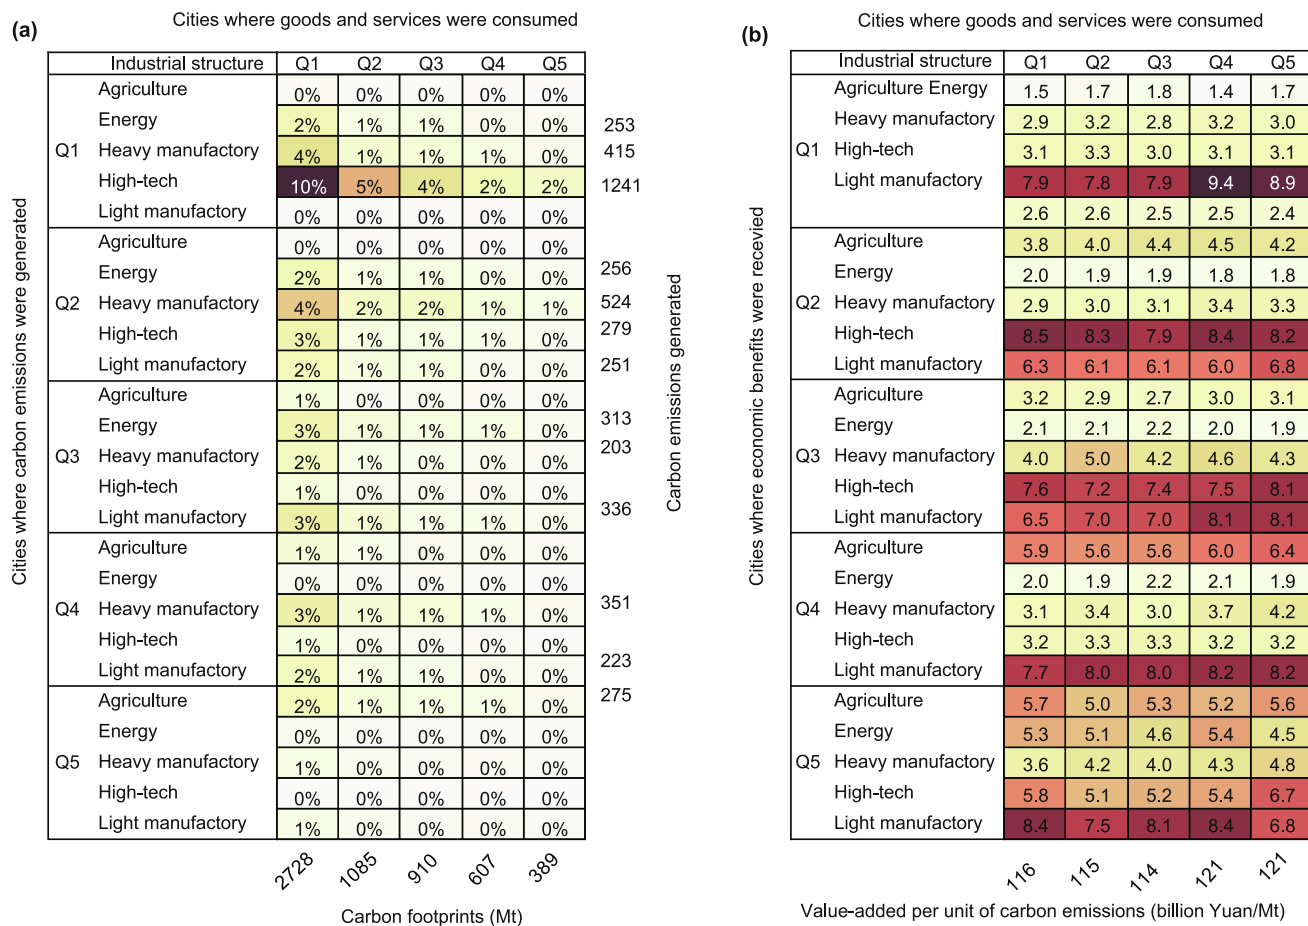 Cities where goods and services were consumed
(a)
Industrial structure Q1 Q2 Q3 Q4 Q5
Agriculture 0% 0% 0% 0% 0%
Energy 2% 1% 1% 0% 0% 253
Q1 Heavy manufactory 4% 1% 1% 1% 0% 415
High-tech 10% 5% 4% 2% 2% 1241
Light manufactory 0% 0% 0% 0% 0%
Agriculture 0% 0% 0% 0% 0%
Energy 2% 1% 1% 0% 0% 256
Q2 Heavy manufactory 4% 2% 2% 1% 1% 524
High-tech 3% 1% 1% 1% 0% 279
Light manufactory 2% 1% 1% 0% 0% 251
Agriculture 1% 0% 0% 0% 0%
Energy 3% 1% 1% 1% 0% 313
Q3 Heavy manufactory 2% 1% 0% 0% 0% 203
High-tech 1% 0% 0% 0% 0%
Light manufactory 3% 1% 1% 1% 0% 336
Agriculture 1% 1% 0% 0% 0%
Energy 0% 0% 0% 0% 0%
Q4 Heavy manufactory 3% 1% 1% 1% 0% 351
High-tech 1% 0% 0% 0% 0%
Light manufactory 2% 1% 1% 0% 0% 223
Agriculture 2% 1% 1% 1% 0% 275
Energy 0% 0% 0% 0% 0%
Q5 Heavy manufactory 1% 0% 0% 0% 0%
High-tech 0% 0% 0% 0% 0%
Light manufactory 1% 0% 0% 0% 0%
2728 1085 910 607 389
Carbon footprints (Mt)
Cities where carbon emissions were generated
Carbon emissions generated
Cities where goods and services were consumed
(b)
Industrial structure Q1 Q2 Q3 Q4 Q5
Agriculture Energy 1.5 1.7 1.8 1.4 1.7
Heavy manufactory 2.9 3.2 2.8 3.2 3.0
Q1 High-tech 3.1 3.3 3.0 3.1 3.1
Light manufactory 7.9 7.8 7.9 9.4 8.9
2.6 2.6 2.5 2.5 2.4
Agriculture 3.8 4.0 4.4 4.5 4.2
Energy 2.0 1.9 1.9 1.8 1.8
Q2 Heavy manufactory 2.9 3.0 3.1 3.4 3.3
High-tech 8.5 8.3 7.9 8.4 8.2
Light manufactory 6.3 6.1 6.1 6.0 6.8
Agriculture 3.2 2.9 2.7 3.0 3.1
Energy 2.1 2.1 2.2 2.0 1.9
Q3 Heavy manufactory 4.0 5.0 4.2 4.6 4.3
High-tech 7.6 7.2 7.4 7.5 8.1
Light manufactory 6.5 7.0 7.0 8.1 8.1
Agriculture 5.9 5.6 5.6 6.0 6.4
Energy 2.0 1.9 2.2 2.1 1.9
Q4 Heavy manufactory 3.1 3.4 3.0 3.7 4.2
High-tech 3.2 3.3 3.3 3.2 3.2
Light manufactory 7.7 8.0 8.0 8.2 8.2
Agriculture 5.7 5.0 5.3 5.2 5.6
Energy 5.3 5.1 4.6 5.4 4.5
Q5 Heavy manufactory 3.6 4.2 4.0 4.3 4.8
High-tech 5.8 5.1 5.2 5.4 6.7
Light manufactory 8.4 7.5 8.1 8.4 6.8
116 115 114 121 121
Value-added per unit of carbon emissions (billion Yuan/Mt)
Cities where economic benefits were recevied